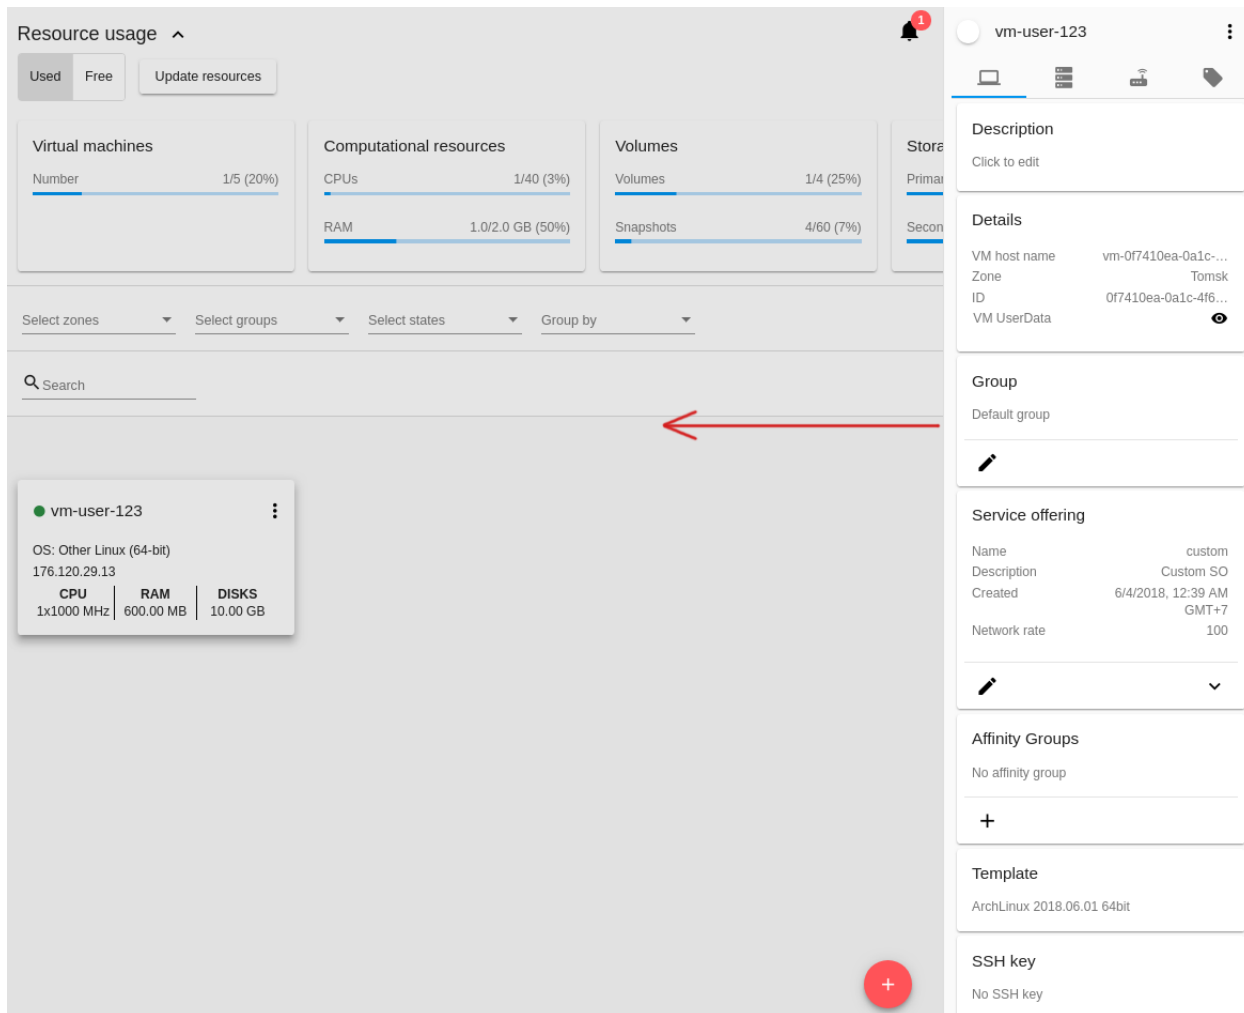 Resource usage
1
Used Free Update resources
Virtual machines
Number 1/5 (20%)
Computational resources
CPUs 1/40 (3%)
RAM 1.0/2.0 GB (50%)
Volumes
Volumes 1/4 (25%)
Snapshots 4/60 (7%)
Stora
Primar
Secon
Select zones Select groups Select states Group by
Search
vm-user-123
OS: Other Linux (64-bit)
176.120.29.13
CPU RAM DISKS
1x1000 MHz 600.00 MB 10.00 GB
+
vm-user-123
Description
Click to edit
Details
VM host name vm-0f7410ea-0a1c-...
Zone Tomsk
ID 0f7410ea-0a1c-4f6...
VM UserData
Group
Default group
Service offering
Name custom
Description Custom SO
Created 6/4/2018, 12:39 AM
GMT+7
Network rate 100
Affinity Groups
No affinity group
+
Template
ArchLinux 2018.06.01 64bit
SSH key
No SSH key